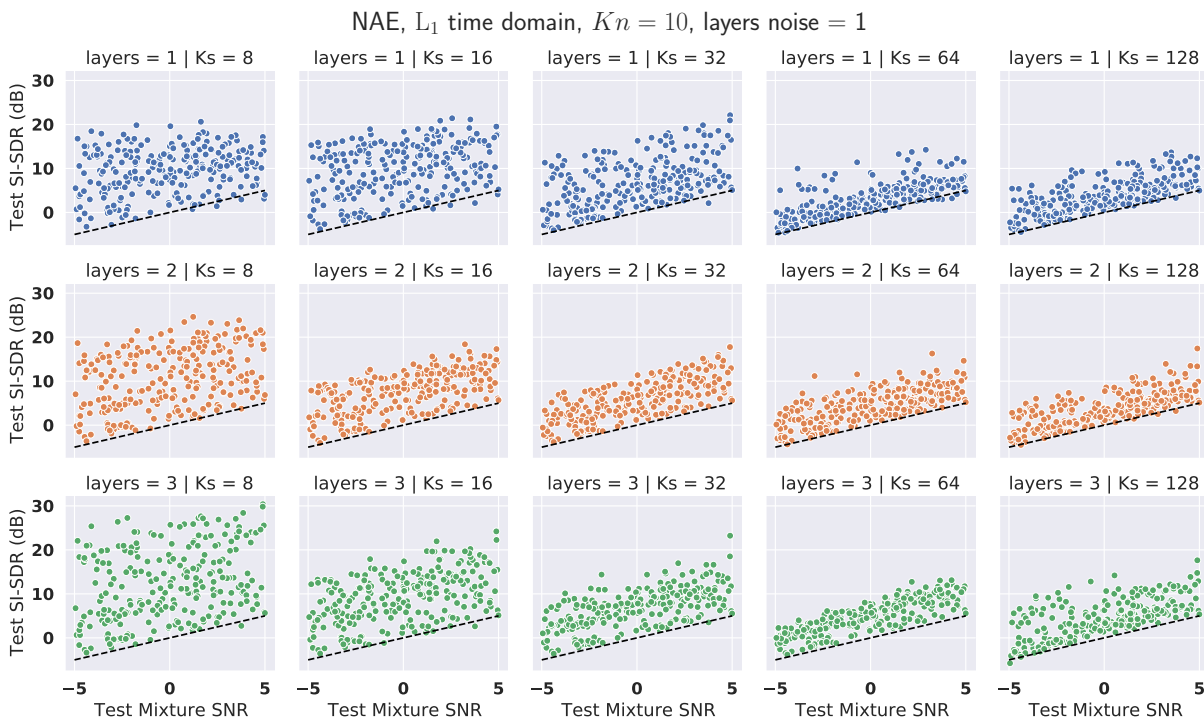 NAE, L₁ time domain, Kn = 10, layers noise = 1
layers = 1 | Ks = 8
layers = 1 | Ks = 16
layers = 1 | Ks = 32
layers = 1 | Ks = 64
layers = 1 | Ks = 128
Test SI-SDR (dB)
30
20
10
0
layers = 2 | Ks = 8
layers = 2 | Ks = 16
layers = 2 | Ks = 32
layers = 2 | Ks = 64
layers = 2 | Ks = 128
Test SI-SDR (dB)
30
20
10
0
layers = 3 | Ks = 8
layers = 3 | Ks = 16
layers = 3 | Ks = 32
layers = 3 | Ks = 64
layers = 3 | Ks = 128
Test SI-SDR (dB)
30
20
10
0
−5 0 5
−5 0 5
−5 0 5
−5 0 5
−5 0 5
Test Mixture SNR
Test Mixture SNR
Test Mixture SNR
Test Mixture SNR
Test Mixture SNR